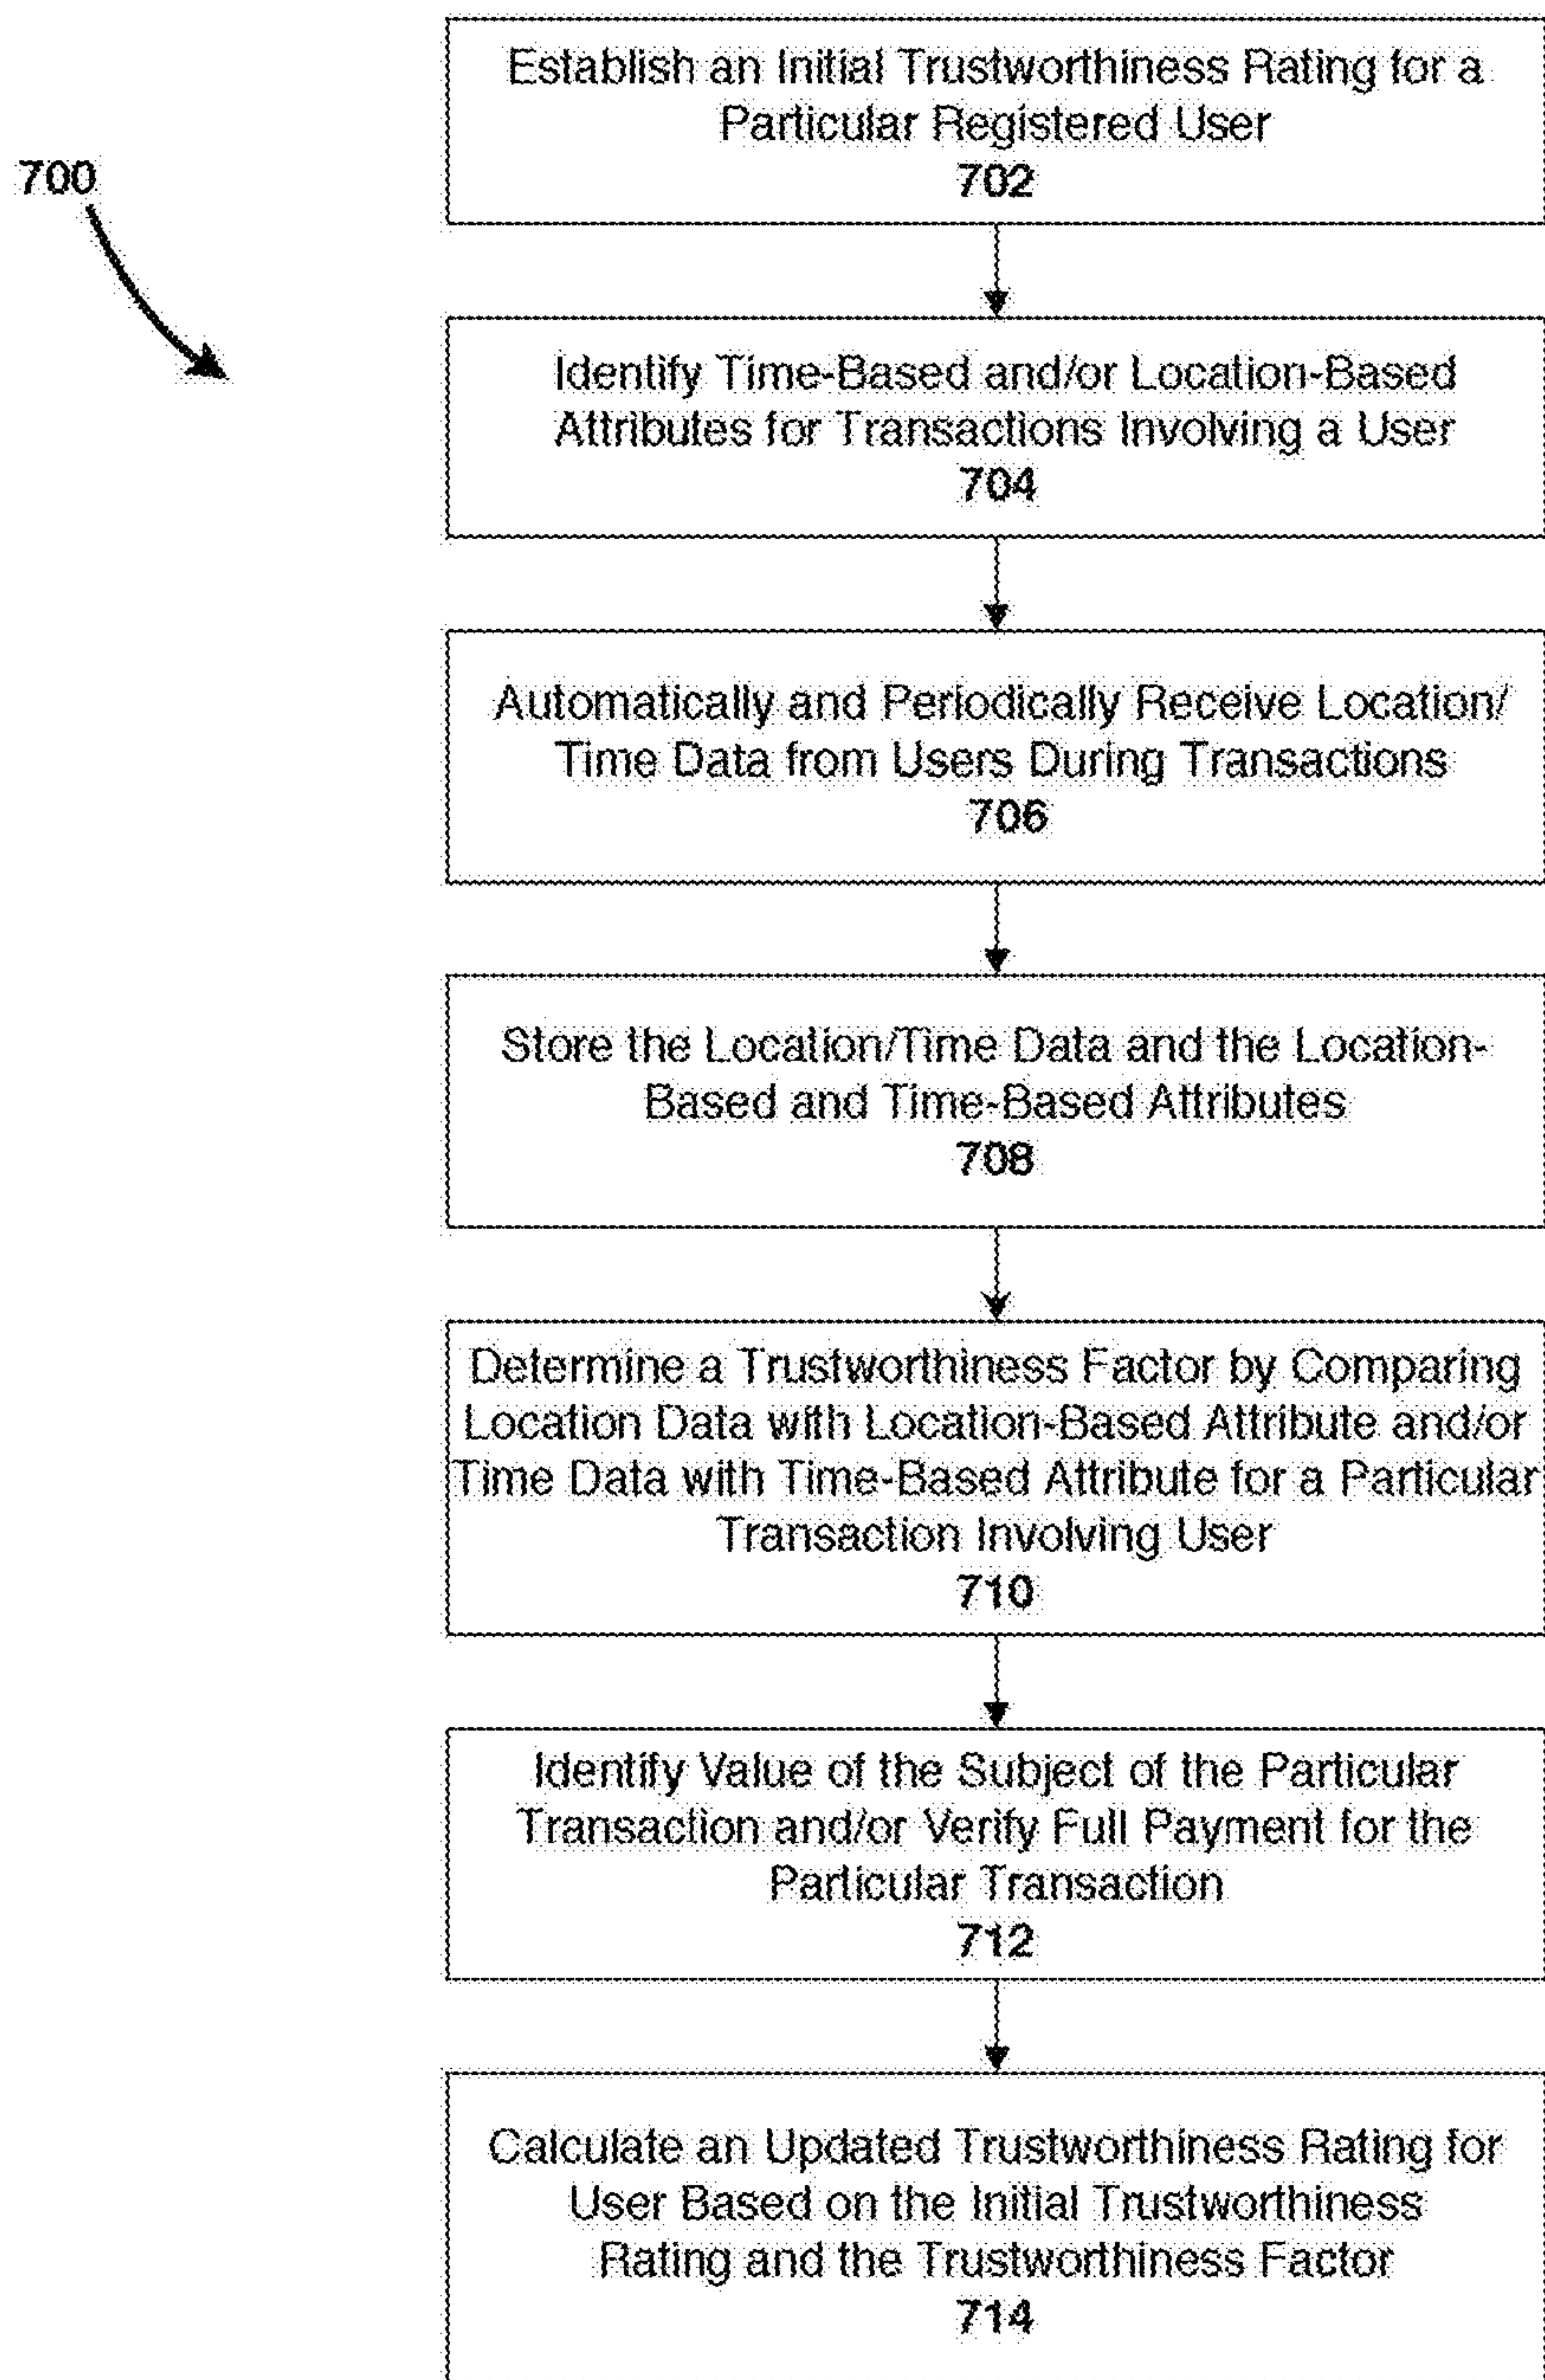 Establish an Initial Trustworthiness Rating for a
Particular Registered User
702
700
Identify Time-Based and/or Location-Based
Attributes for Transactions Involving a User
704
Automatically and Periodically Receive Location/
Time Data from Users During Transactions
706
Store the Location/Time Data and the Location-
Based and Time-Based Attributes
708
Determine a Trustworthiness Factor by Comparing
Location Data with Location-Based Attribute and/or
Time Data with Time-Based Attribute for a Particular
Transaction Involving User
710
Identify Value of the Subject of the Particular
Transaction and/or Verify Full Payment for the
Particular Transaction
712
Calculate an Updated Trustworthiness Rating for
User Based on the Initial Trustworthiness
Rating and the Trustworthiness Factor
714